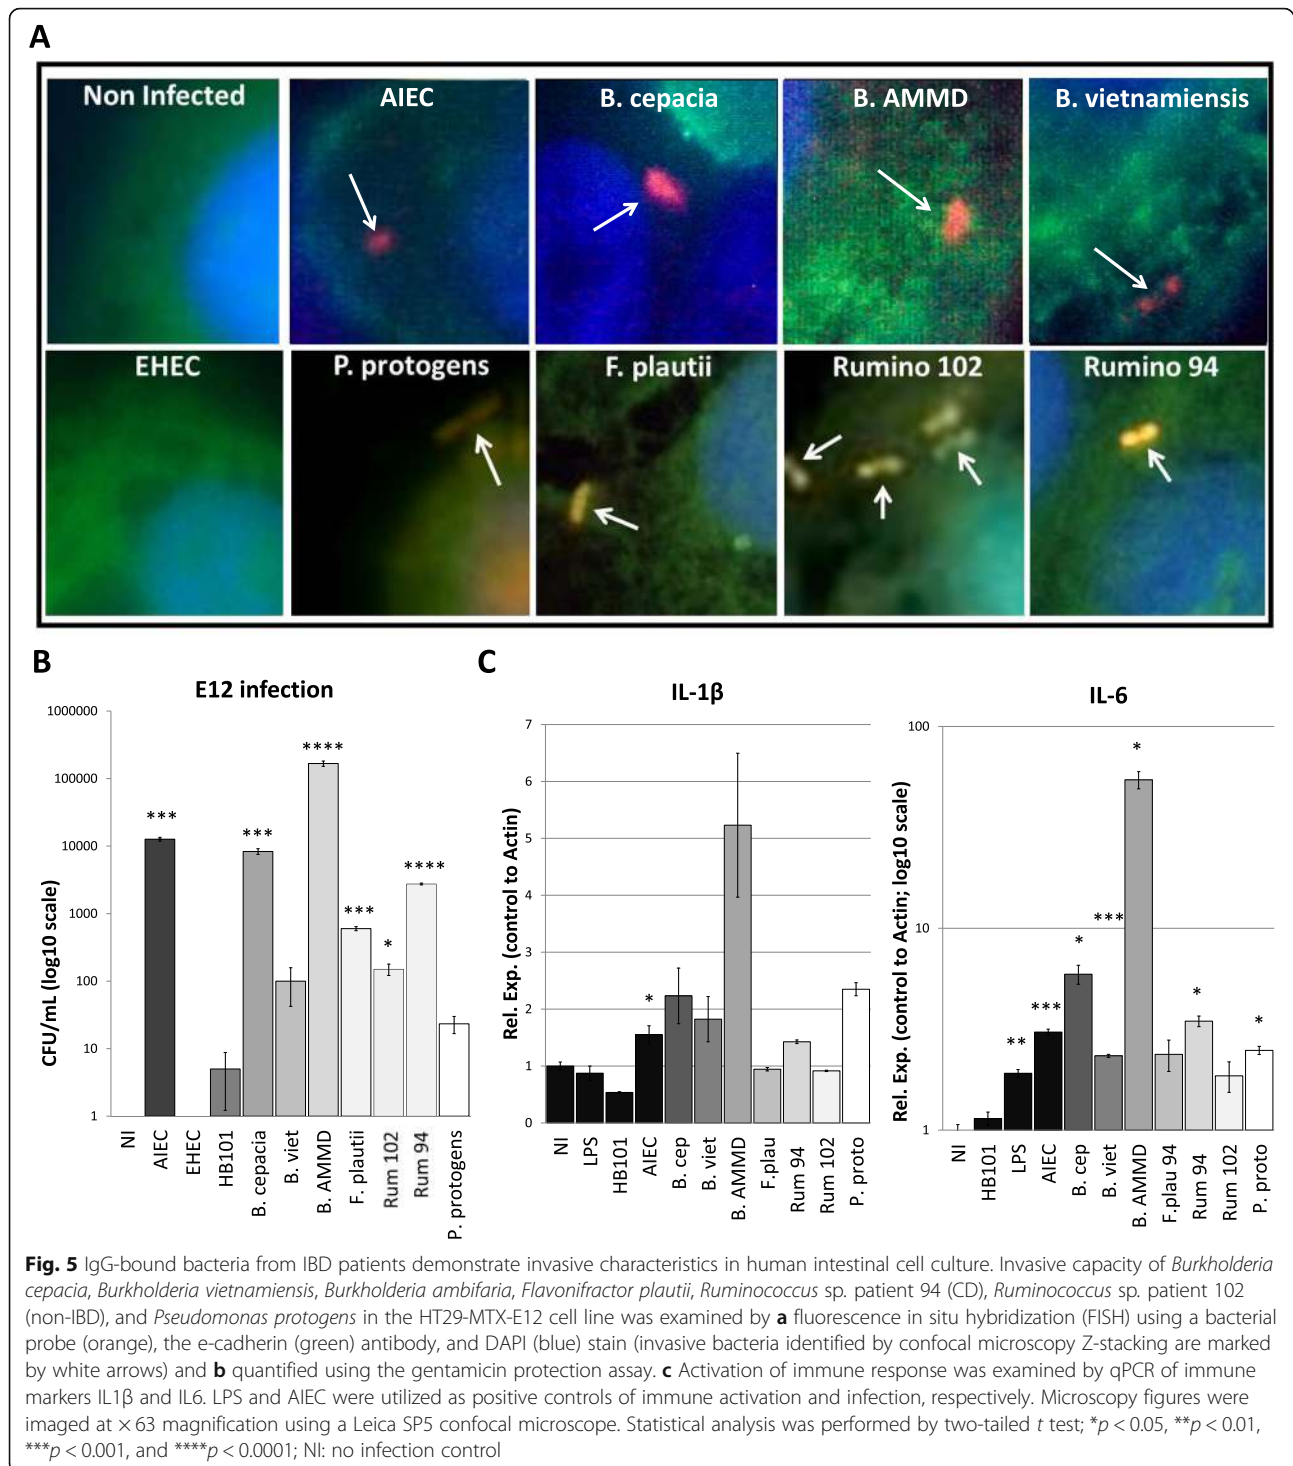 A
Non Infected
AIEC
B. cepacia
B. AMMD
B. vietnamiensis
EHEC
P. protogens
F. plautii
Rumino 102
Rumino 94
B
E12 infection
CFU/mL (log10 scale)
1000000
100000
10000
1000
100
10
1
***
***
****
***
*
****
NI
AIEC
EHEC
HB101
B. cepacia
B. viet
B. AMMD
F. plautii
Rum 102
Rum 94
P. protogens
C
IL-1β
Rel. Exp. (control to Actin)
7
6
5
4
3
2
1
0
*
NI
LPS
HB101
AIEC
B. cep
B. viet
B. AMMD
F.plau
Rum 94
Rum 102
P. proto
IL-6
Rel. Exp. (control to Actin; log10 scale)
100
10
1
**
***
*
***
*
*
*
NI
HB101
LPS
AIEC
B. cep
B. viet
B. AMMD
F.plau 94
Rum 94
Rum 102
P. proto
Fig. 5 IgG-bound bacteria from IBD patients demonstrate invasive characteristics in human intestinal cell culture. Invasive capacity of Burkholderia
cepacia, Burkholderia vietnamiensis, Burkholderia ambifaria, Flavonifractor plautii, Ruminococcus sp. patient 94 (CD), Ruminococcus sp. patient 102
(non-IBD), and Pseudomonas protogens in the HT29-MTX-E12 cell line was examined by a fluorescence in situ hybridization (FISH) using a bacterial
probe (orange), the e-cadherin (green) antibody, and DAPI (blue) stain (invasive bacteria identified by confocal microscopy Z-stacking are marked
by white arrows) and b quantified using the gentamicin protection assay. c Activation of immune response was examined by qPCR of immune
markers IL1β and IL6. LPS and AIEC were utilized as positive controls of immune activation and infection, respectively. Microscopy figures were
imaged at × 63 magnification using a Leica SP5 confocal microscope. Statistical analysis was performed by two-tailed t test; *p < 0.05, **p < 0.01,
***p < 0.001, and ****p < 0.0001; NI: no infection control